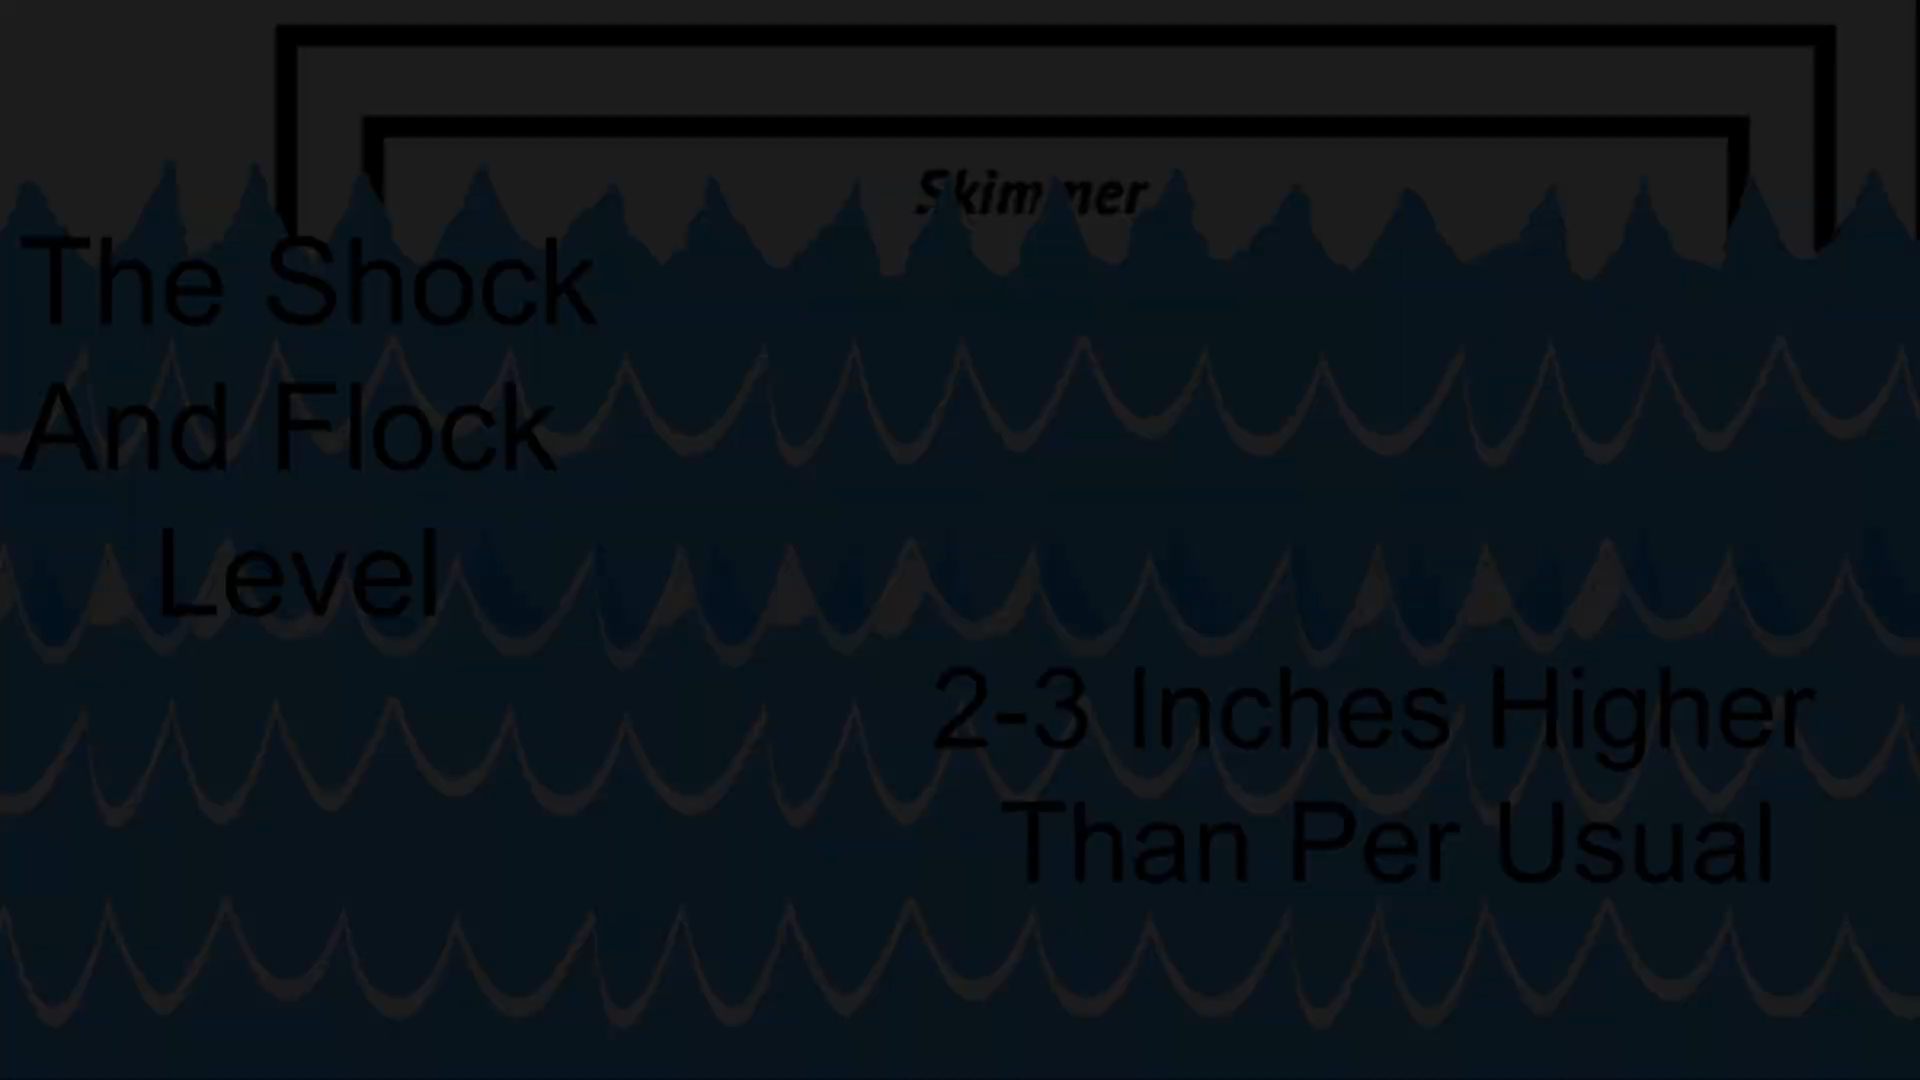 Skimmer
The Shock
And Flock
Level
2-3 Inches Higher
Than Per Usual